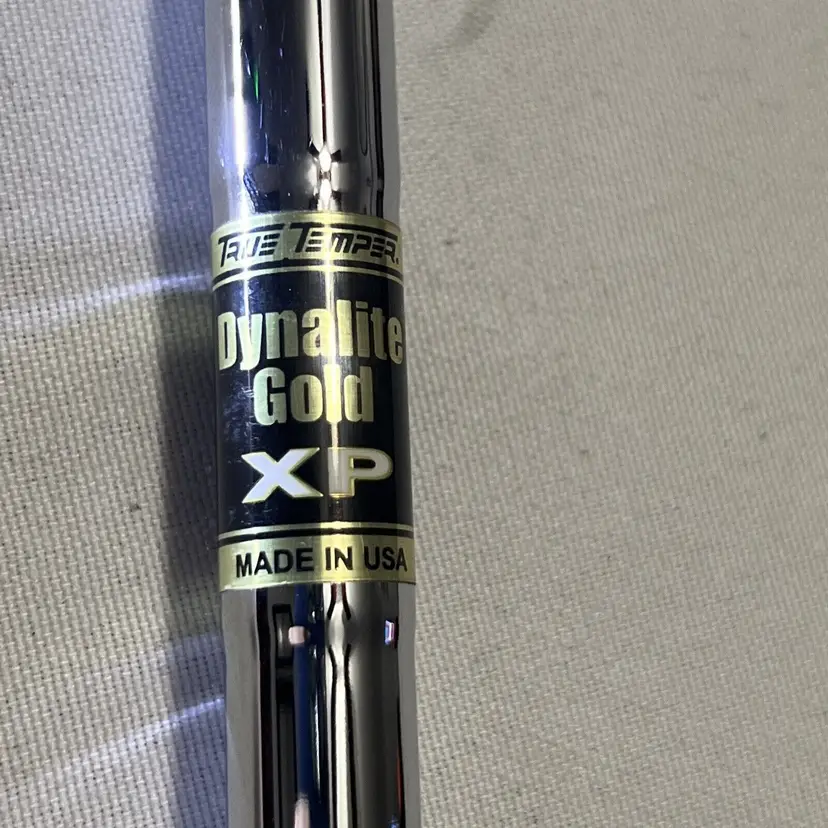 TRUE TEMPER.
Dynalite
Gold
XP
MADE IN USA